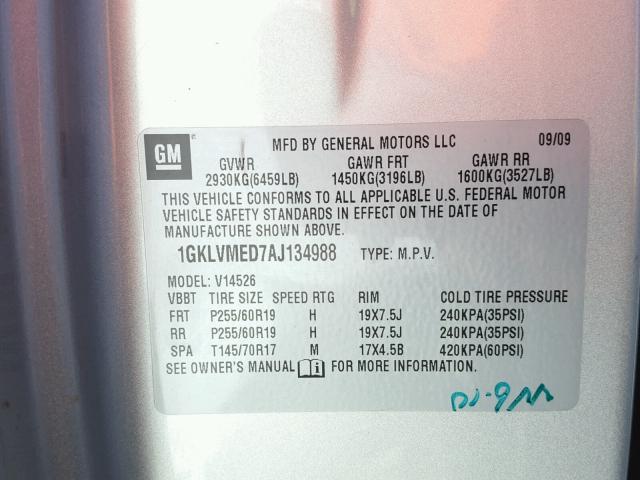 GM MFD BY GENERAL MOTORS LLC 09/09
GVWR GAWR FRT GAWR RR
2930KG(6459LB) 1450KG(3196LB) 1600KG(3527LB)
THIS VEHICLE CONFORMS TO ALL APPLICABLE U.S. FEDERAL MOTOR
VEHICLE SAFETY STANDARDS IN EFFECT ON THE DATE OF
MANUFACTURE SHOWN ABOVE.
1GKLVMED7AJ134988 TYPE: M.P.V.
MODEL: V14526
VBBT TIRE SIZE SPEED RTG RIM COLD TIRE PRESSURE
FRT P255/60R19 H 19X7.5J 240KPA(35PSI)
RR P255/60R19 H 19X7.5J 240KPA(35PSI)
SPA T145/70R17 M 17X4.5B 420KPA(60PSI)
SEE OWNER'S MANUAL FOR MORE INFORMATION.